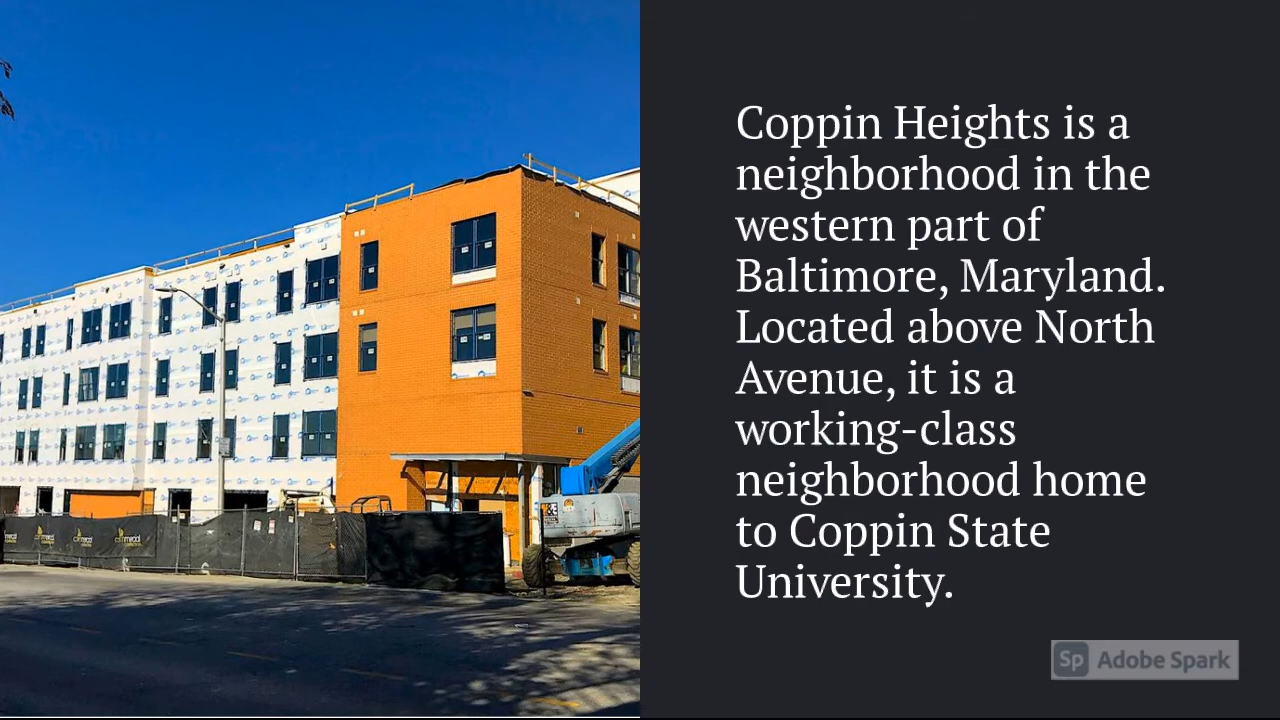 Coppin Heights is a
neighborhood in the
western part of
Baltimore, Maryland.
Located above North
Avenue, it is a
working-class
neighborhood home
to Coppin State
University.
Sp Adobe Spark